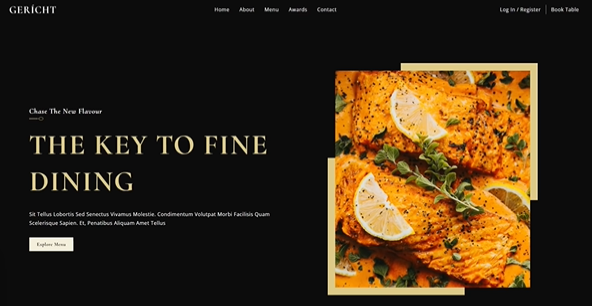 GERÍCHT
Home About Menu Awards Contact
Log In / Register Book Table
Chase The New Flavour
THE KEY TO FINE
DINING
Sit Tellus Lobortis Sed Senectus Vivamus Molestie. Condimentum Volutpat Morbi Facilisis Quam
Scelerisque Sapien. Et, Penatibus Aliquam Amet Tellus
Explore Menu